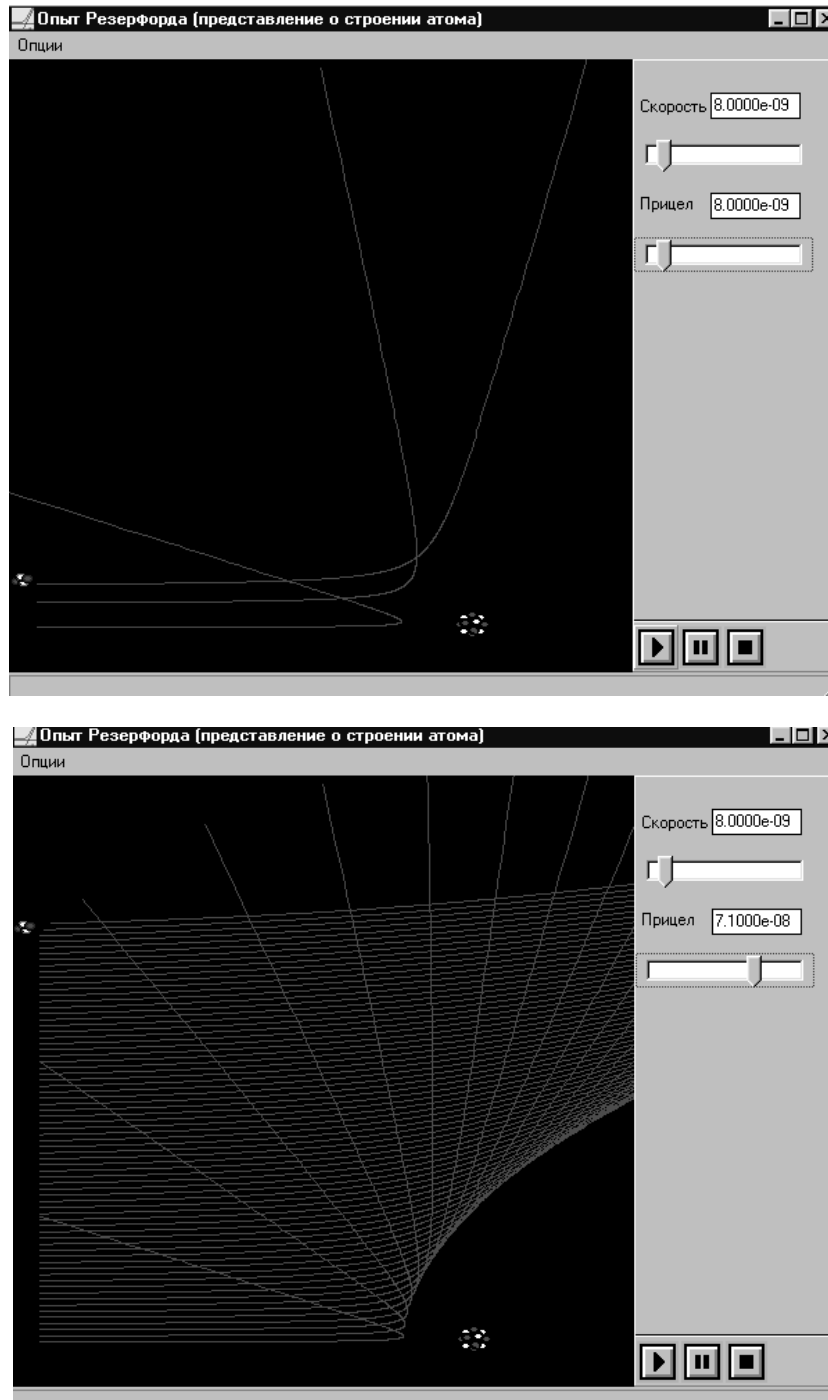 Опыт Резерфорда (представление о строении атома)
Опции
Скорость 8.0000e-09
Прицел 8.0000e-09
Опыт Резерфорда (представление о строении атома)
Опции
Скорость 8.0000e-09
Прицел 7.1000e-08